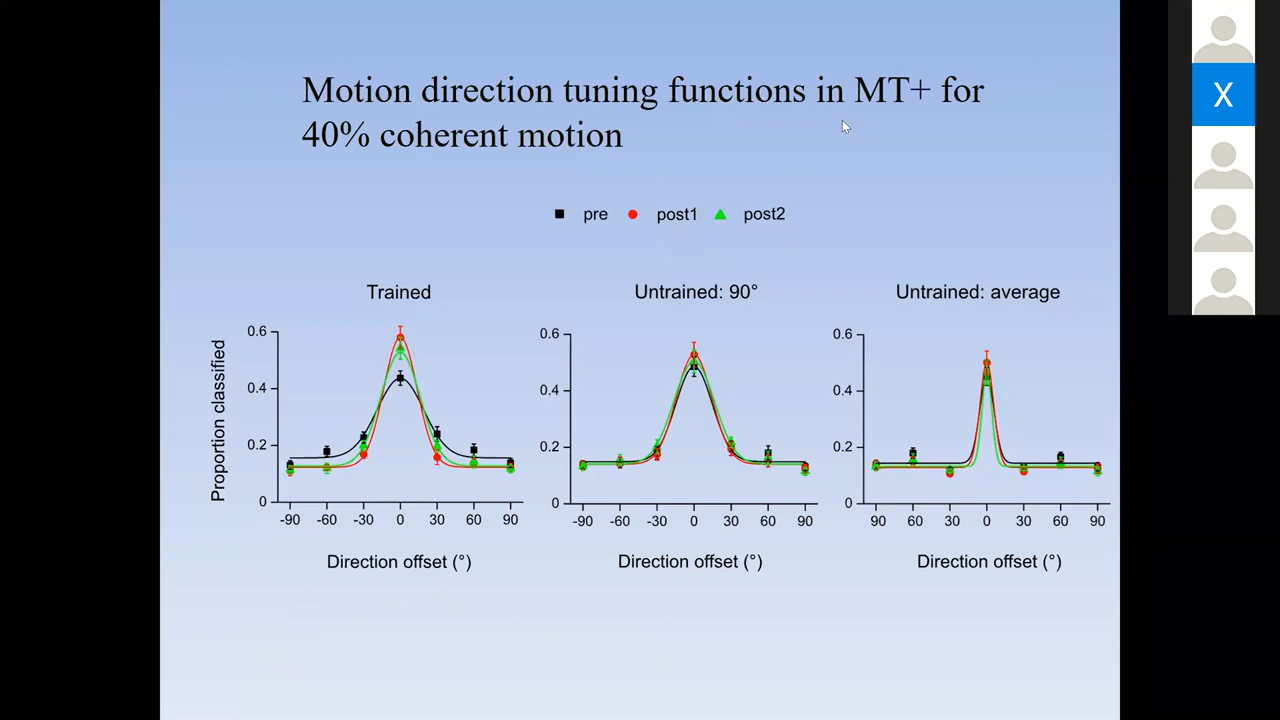 Motion direction tuning functions in MT+ for
40% coherent motion
X
pre post1 post2
Trained
Untrained: 90°
Untrained: average
Proportion classified
0.6
0.4
0.2
0
-90 -60 -30 0 30 60 90
Direction offset (°)
0.6
0.4
0.2
0
-90 -60 -30 0 30 60 90
Direction offset (°)
0.6
0.4
0.2
0
90 60 30 0 30 60 90
Direction offset (°)